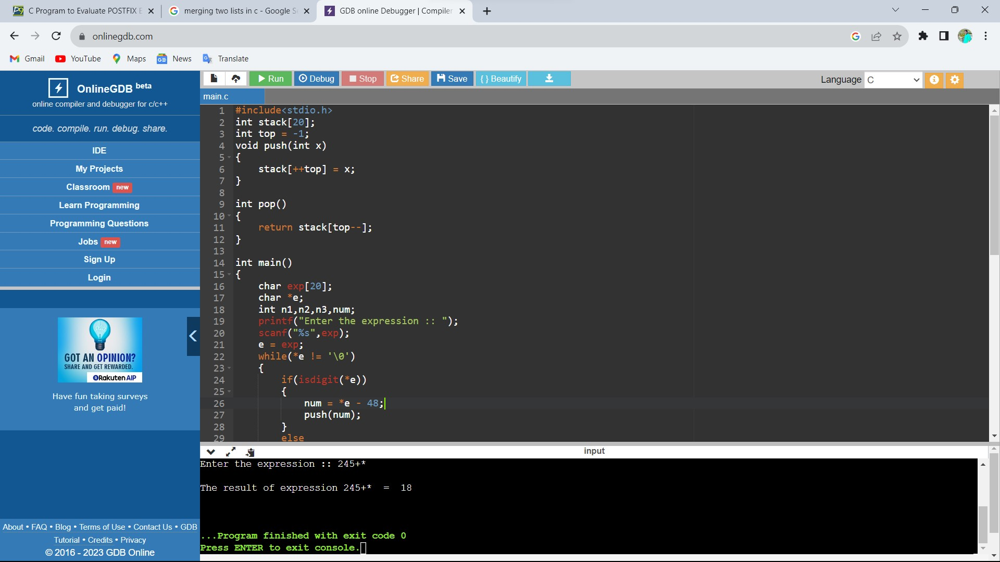 C Program to Evaluate POSTFIX E
merging two lists in c - Google S
GDB online Debugger | Compiler
onlinegdb.com
Gmail
YouTube
Maps
News
Translate
OnlineGDB beta
online compiler and debugger for c/c++
code. compile. run. debug. share.
IDE
My Projects
Classroom new
Learn Programming
Programming Questions
Jobs new
Sign Up
Login
GOT AN OPINION?
SHARE AND GET REWARDED.
Rakuten AIP
Have fun taking surveys
and get paid!
About • FAQ • Blog • Terms of Use • Contact Us • GDB
Tutorial • Credits • Privacy
© 2016 - 2023 GDB Online
Run
Debug
Stop
Share
Save
{ } Beautify
Language C
main.c
1 #include<stdio.h>
2 int stack[20];
3 int top = -1;
4 void push(int x)
5 {
6     stack[++top] = x;
7 }
8
9 int pop()
10 {
11     return stack[top--];
12 }
13
14 int main()
15 {
16     char exp[20];
17     char *e;
18     int n1,n2,n3,num;
19     printf("Enter the expression :: ");
20     scanf("%s",exp);
21     e = exp;
22     while(*e != '\0')
23     {
24         if(isdigit(*e))
25         {
26             num = *e - 48;
27             push(num);
28         }
29         else
input
Enter the expression :: 245+*
The result of expression 245+*  =  18
...Program finished with exit code 0
Press ENTER to exit console.